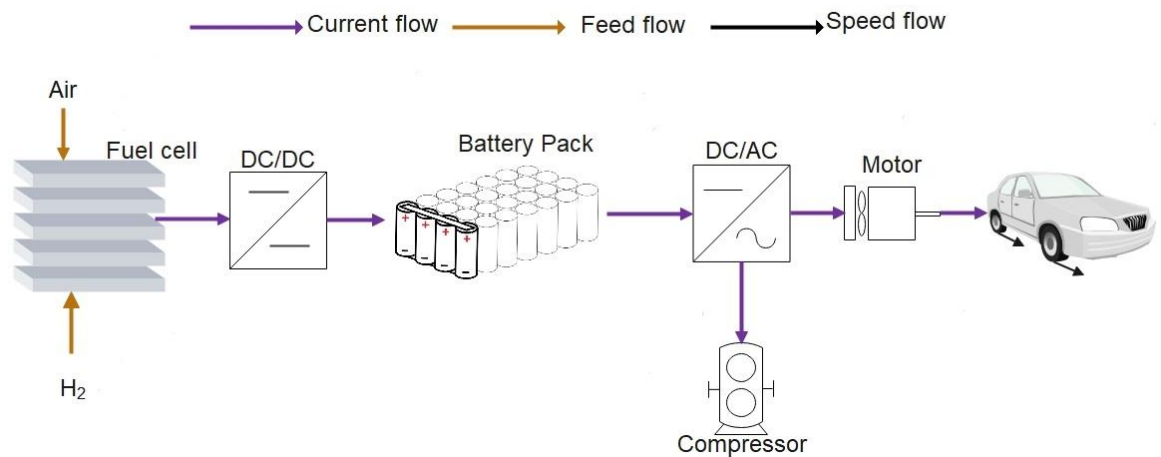 Current flow
Feed flow
Speed flow
Air
Fuel cell
DC/DC
Battery Pack
DC/AC
Motor
+ + + +
− − − −
H₂
Compressor